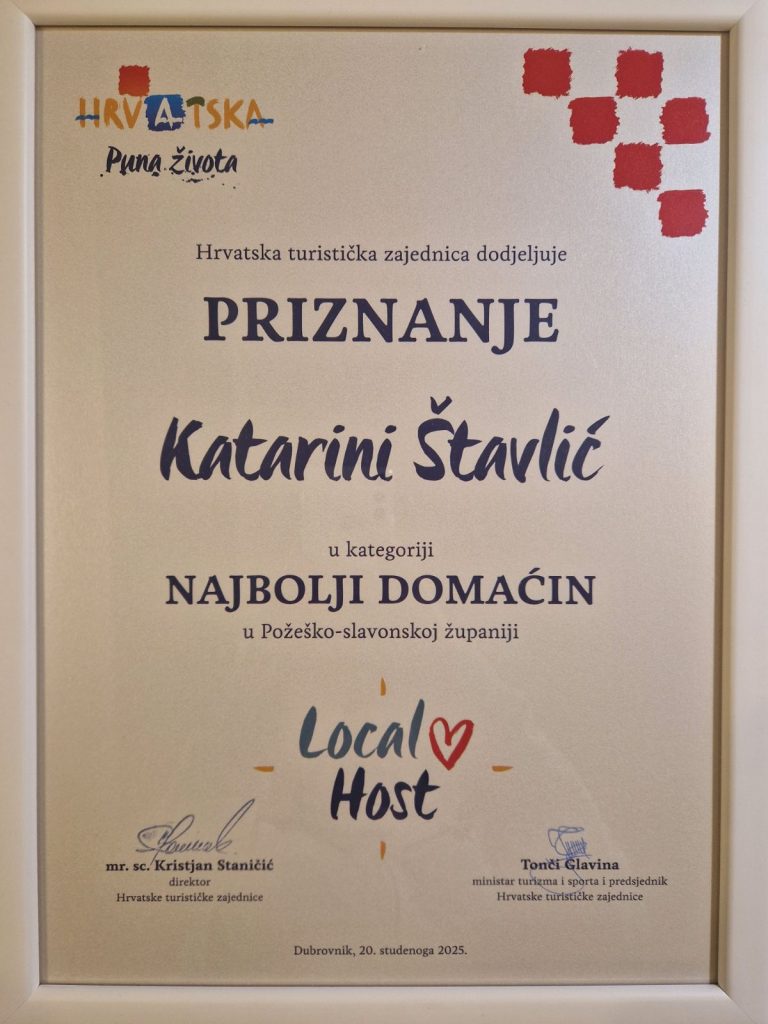 HRVATSKA
Puna života
Hrvatska turistička zajednica dodjeljuje
PRIZNANJE
Katarini Štavlić
u kategoriji
NAJBOLJI DOMAĆIN
u Požeško-slavonskoj županiji
Local
Host
mr. sc. Kristjan Staničić
direktor
Hrvatske turističke zajednice
Tonči Glavina
ministar turizma i sporta i predsjednik
Hrvatske turističke zajednice
Dubrovnik, 20. studenoga 2025.